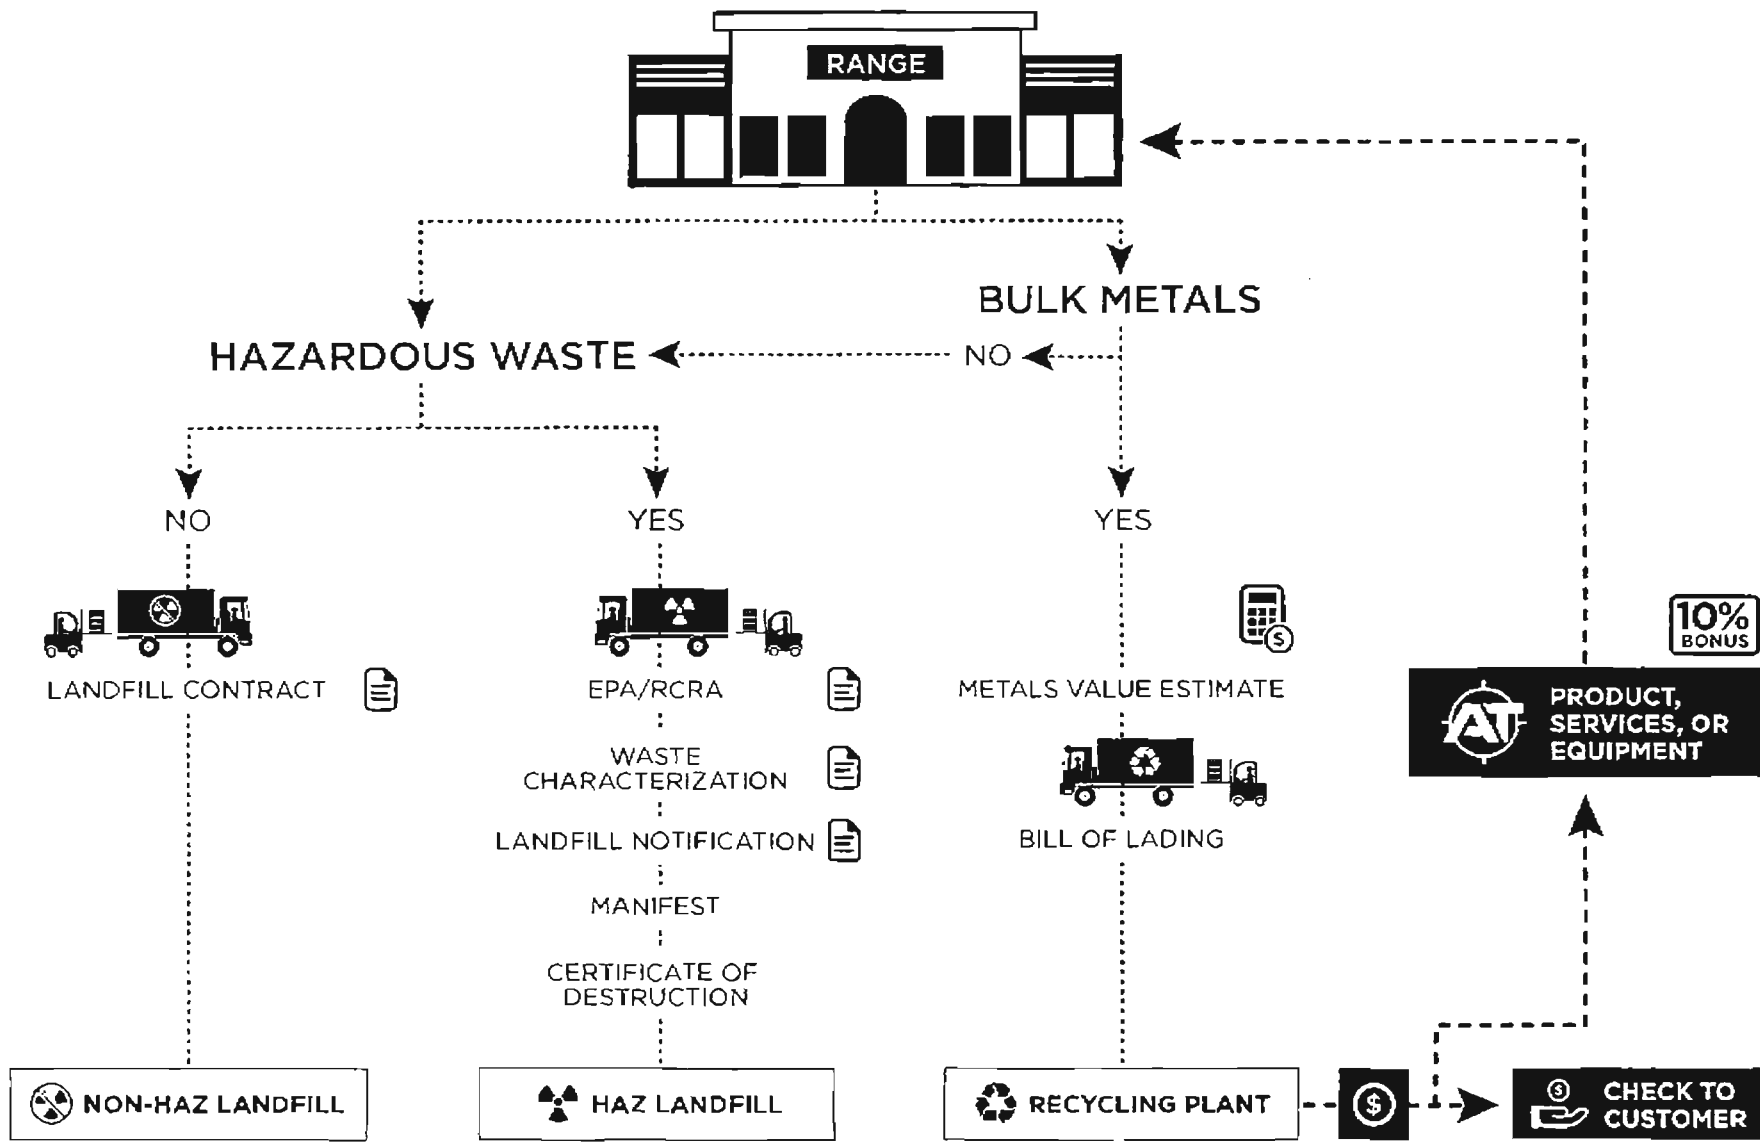 RANGE
BULK METALS
HAZARDOUS WASTE
NO
NO
YES
YES
10%
BONUS
LANDFILL CONTRACT
EPA/RCRA
METALS VALUE ESTIMATE
$
AT
PRODUCT,
SERVICES, OR
EQUIPMENT
WASTE
CHARACTERIZATION
LANDFILL NOTIFICATION
BILL OF LADING
MANIFEST
CERTIFICATE OF
DESTRUCTION
NON-HAZ LANDFILL
HAZ LANDFILL
RECYCLING PLANT
$
$
CHECK TO
CUSTOMER